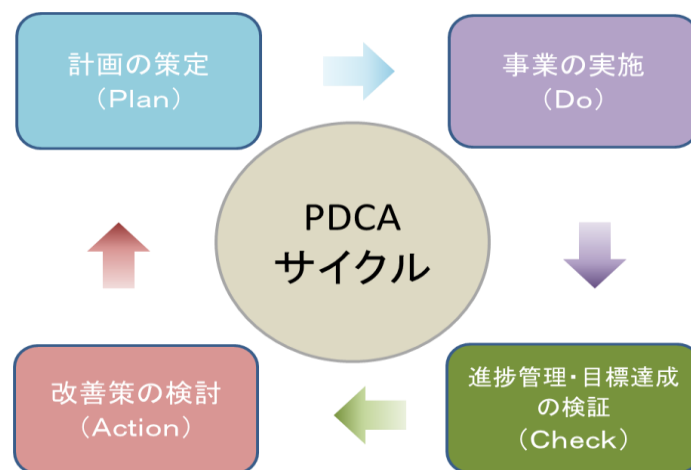 計画の策定
（Plan）
事業の実施
（Do）
PDCA
サイクル
改善策の検討
（Action）
進捗管理・目標達成
の検証
（Check）